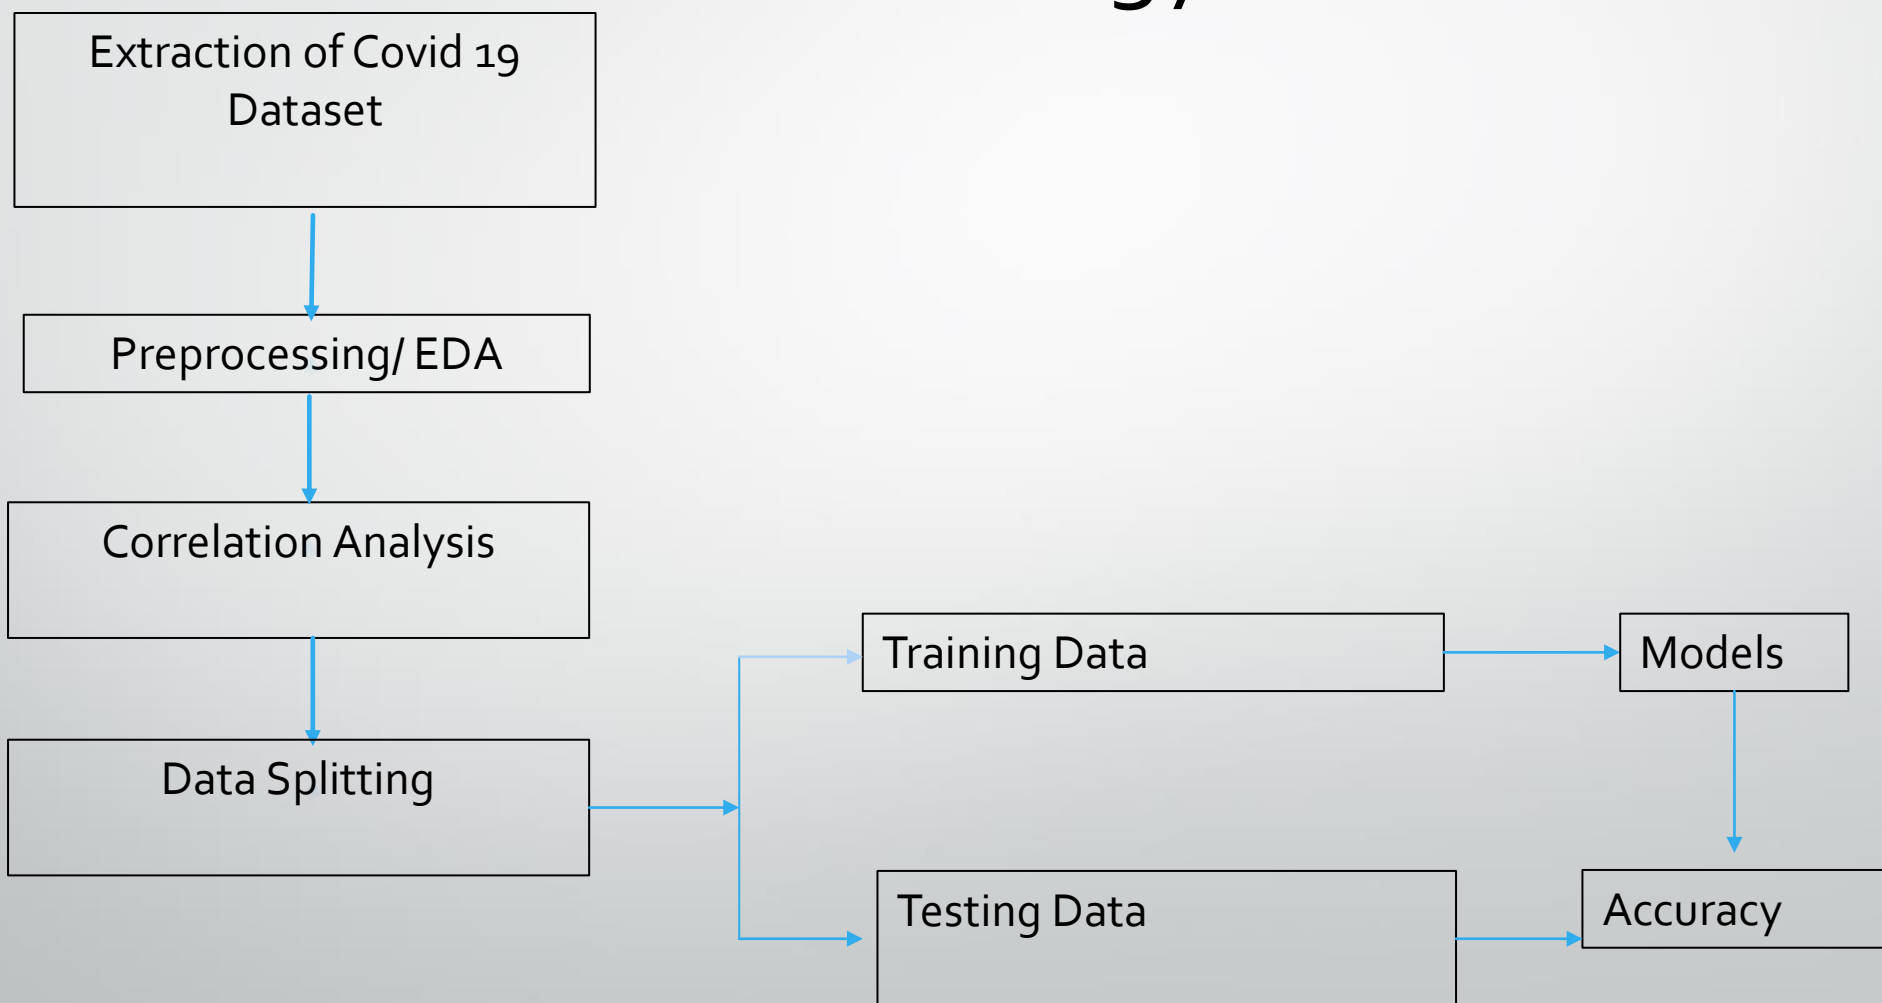 Extraction of Covid 19
Dataset
Preprocessing/ EDA
Correlation Analysis
Data Splitting
Training Data
Models
Testing Data
Accuracy